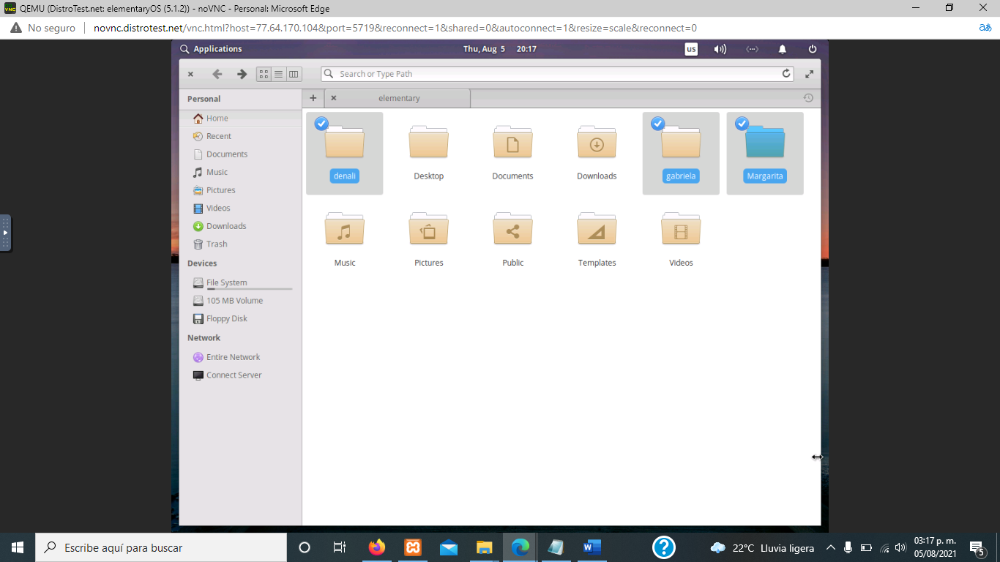 QEMU (DistroTest.net: elementaryOS (5.1.2)) - noVNC - Personal: Microsoft Edge
No seguro
novnc.distrotest.net/vnc.html?host=77.64.170.104&port=5719&reconnect=1&shared=0&autoconnect=1&resize=scale&reconnect=0
Applications
Thu, Aug 5 20:17
us
Search or Type Path
Personal
elementary
Home
Recent
Documents
Music
Pictures
Videos
Downloads
Trash
Devices
File System
105 MB Volume
Floppy Disk
Network
Entire Network
Connect Server
denali
Desktop
Documents
Downloads
gabriela
Margarita
Music
Pictures
Public
Templates
Videos
Escribe aquí para buscar
22°C Lluvia ligera
03:17 p. m.
05/08/2021
5